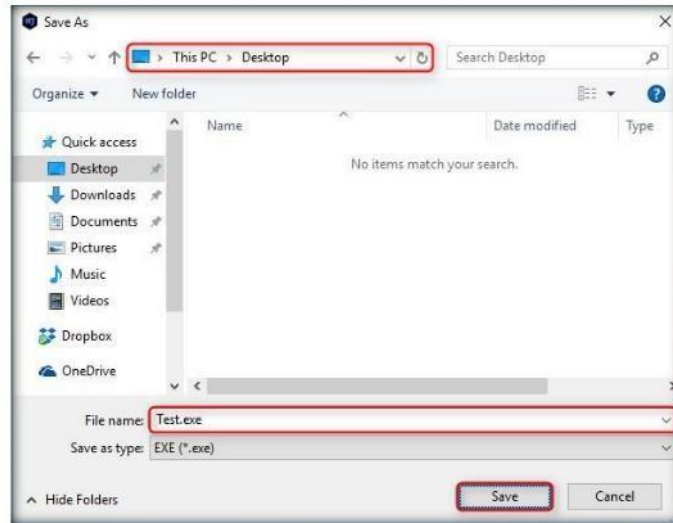 Save As
This PC > Desktop
Search Desktop
Organize
New folder
Name
Date modified
Type
Quick access
Desktop
Downloads
Documents
Pictures
Music
Videos
Dropbox
OneDrive
No items match your search.
File name: Test.exe
Save as type: EXE (*.exe)
Hide Folders
Save
Cancel